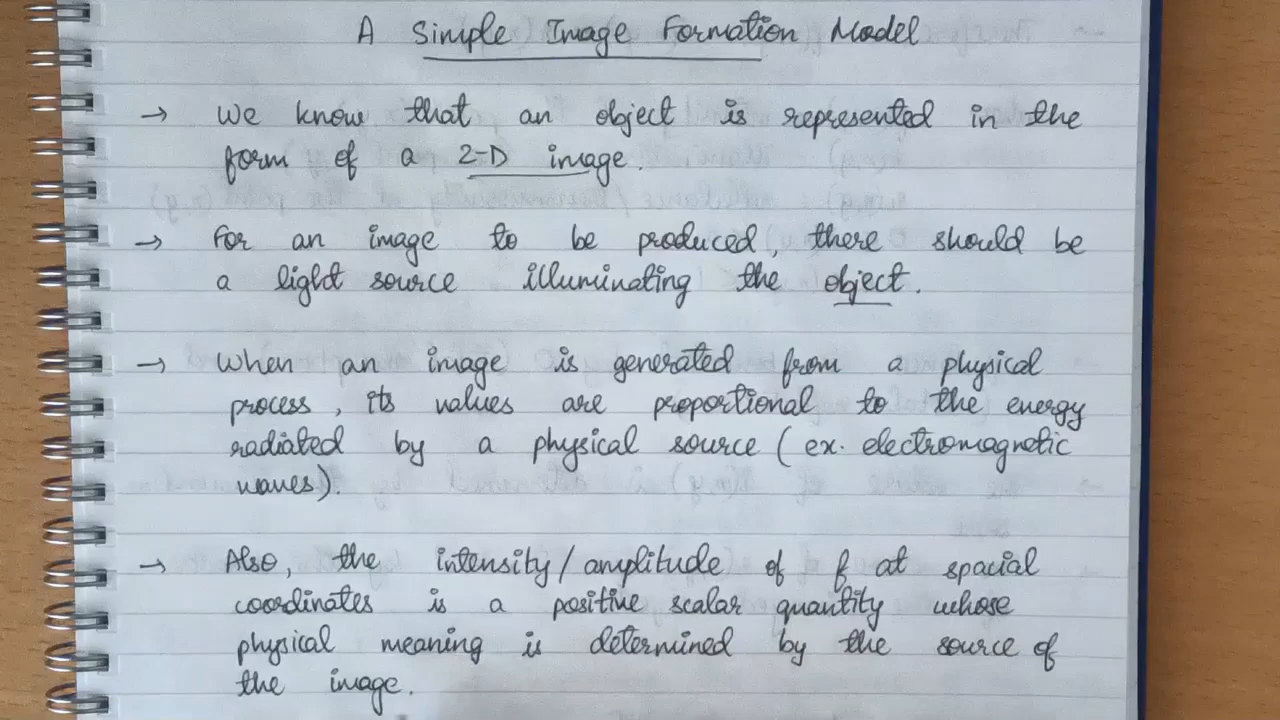 A Simple Image Formation Model
→ We know that an object is represented in the
form of a 2-D image.
→ For an image to be produced, there should be
a light source illuminating the object.
→ When an image is generated from a physical
process, its values are proportional to the energy
radiated by a physical source (ex. electromagnetic
waves).
→ Also, the intensity/amplitude of f at spacial
coordinates is a positive scalar quantity whose
physical meaning is determined by the source of
the image.